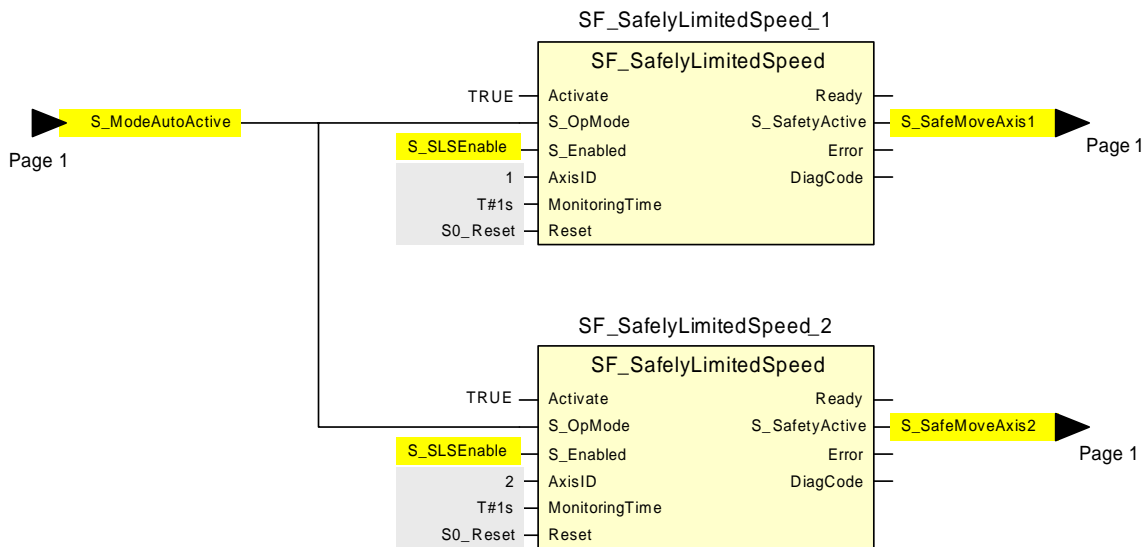 SF_SafelyLimitedSpeed_1
SF_SafelyLimitedSpeed
TRUE Activate Ready
S_ModeAutoActive S_OpMode S_SafetyActive S_SafeMoveAxis1
Page 1 S_SLSEnable S_Enabled Error Page 1
1 AxisID DiagCode
T#1s MonitoringTime
S0_Reset Reset
SF_SafelyLimitedSpeed_2
SF_SafelyLimitedSpeed
TRUE Activate Ready
S_OpMode S_SafetyActive S_SafeMoveAxis2
S_SLSEnable S_Enabled Error Page 1
2 AxisID DiagCode
T#1s MonitoringTime
S0_Reset Reset